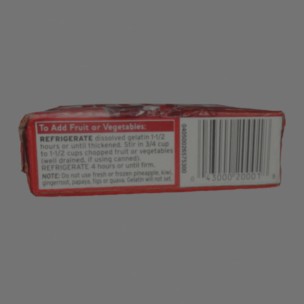 To Add Fruit or Vegetables:
REFRIGERATE dissolved gelatin 1-1/2
hours or until thickened. Stir in 3/4 cup
to 1-1/2 cups chopped fruit or vegetables
(well drained, if using canned).
REFRIGERATE 4 hours or until firm.
NOTE: Do not use fresh or frozen pineapple, kiwi,
gingerroot, papaya, figs or guava. Gelatin will not set.
0 43000 20001